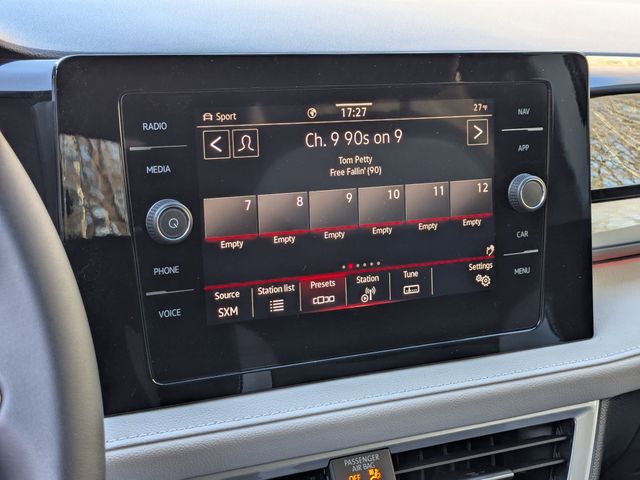 RADIO
MEDIA
PHONE
VOICE
Sport
17:27
27°F
Ch. 9 90s on 9
Tom Petty
Free Fallin' (90)
7 8 9 10 11 12
Empty Empty Empty Empty Empty Empty
Source
SXM
Station list
Presets
Station
Tune
Settings
NAV
APP
CAR
MENU
PASSENGER
AIR BAG
OFF